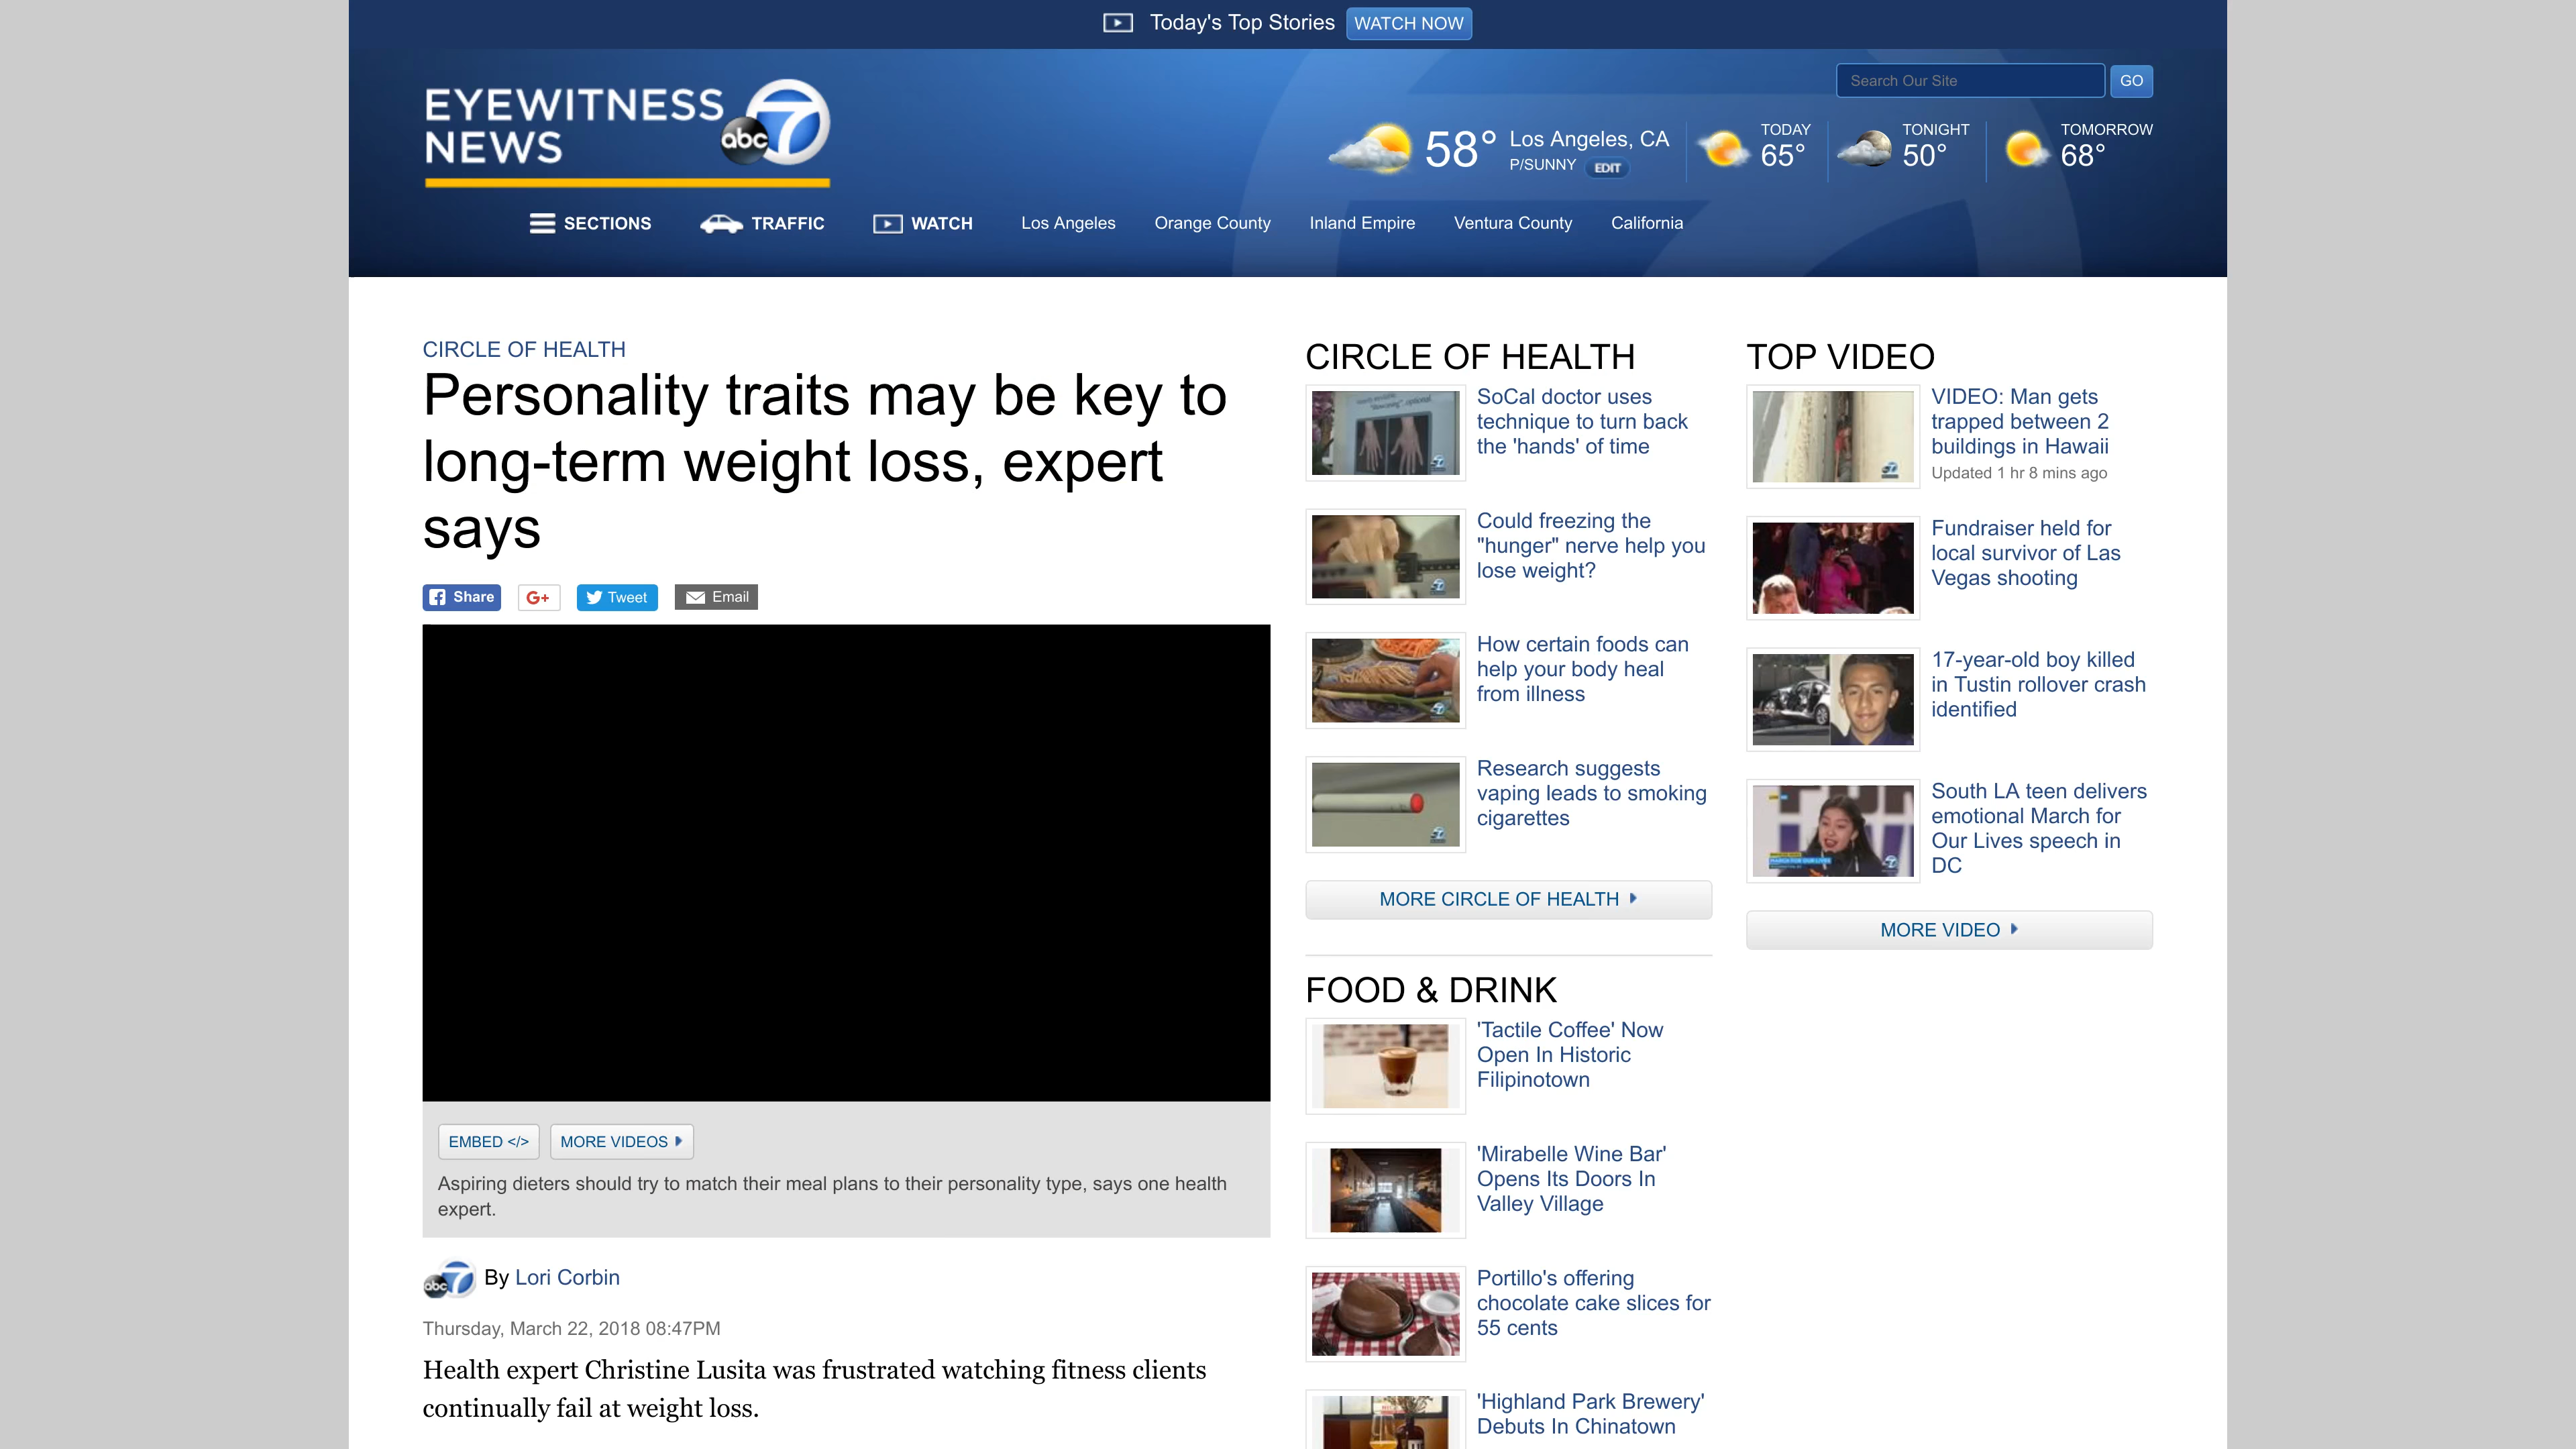 Today's Top Stories WATCH NOW
Search Our Site GO
EYEWITNESS
NEWS
abc 7
58° Los Angeles, CA
P/SUNNY EDIT
TODAY
65°
TONIGHT
50°
TOMORROW
68°
SECTIONS TRAFFIC WATCH Los Angeles Orange County Inland Empire Ventura County California
CIRCLE OF HEALTH
Personality traits may be key to
long-term weight loss, expert
says
Share G+ Tweet Email
EMBED </> MORE VIDEOS
Aspiring dieters should try to match their meal plans to their personality type, says one health
expert.
abc 7 By Lori Corbin
Thursday, March 22, 2018 08:47PM
Health expert Christine Lusita was frustrated watching fitness clients
continually fail at weight loss.
CIRCLE OF HEALTH
SoCal doctor uses
technique to turn back
the 'hands' of time
Could freezing the
"hunger" nerve help you
lose weight?
How certain foods can
help your body heal
from illness
Research suggests
vaping leads to smoking
cigarettes
MORE CIRCLE OF HEALTH
FOOD & DRINK
'Tactile Coffee' Now
Open In Historic
Filipinotown
'Mirabelle Wine Bar'
Opens Its Doors In
Valley Village
Portillo's offering
chocolate cake slices for
55 cents
'Highland Park Brewery'
Debuts In Chinatown
TOP VIDEO
VIDEO: Man gets
trapped between 2
buildings in Hawaii
Updated 1 hr 8 mins ago
Fundraiser held for
local survivor of Las
Vegas shooting
17-year-old boy killed
in Tustin rollover crash
identified
South LA teen delivers
emotional March for
Our Lives speech in
DC
MORE VIDEO